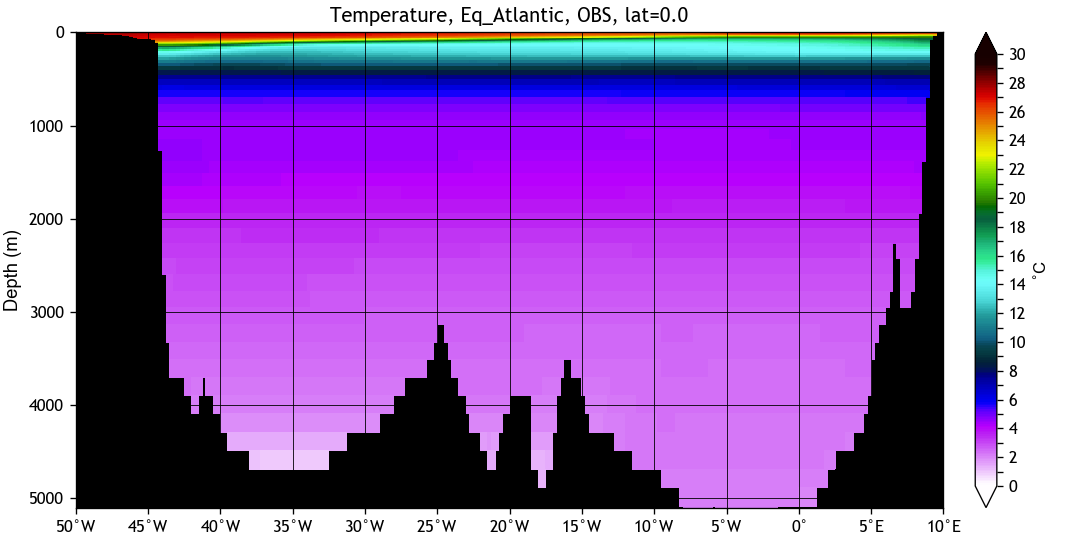 Temperature, Eq_Atlantic, OBS, lat=0.0
0
1000
2000
3000
4000
5000
Depth (m)
50°W
45°W
40°W
35°W
30°W
25°W
20°W
15°W
10°W
5°W
0°
5°E
10°E
30
28
26
24
22
20
18
16
14
12
10
8
6
4
2
0
°C